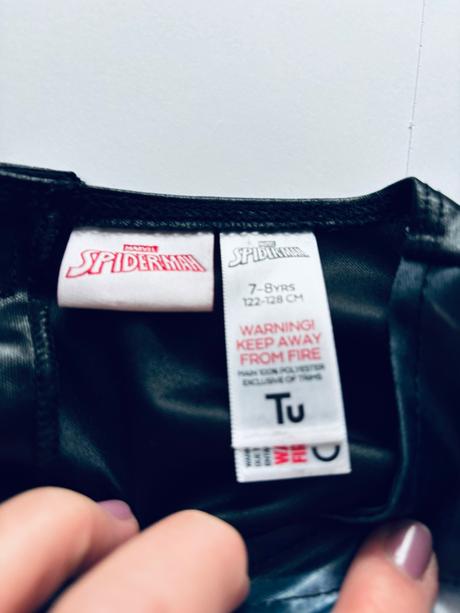 MARVEL
SPIDER-MAN
MARVEL
SPIDER-MAN
7-8YRS
122-128 CM
WARNING!
KEEP AWAY
FROM FIRE
MAIN 100% POLYESTER
EXCLUSIVE OF TRIMS
Tu